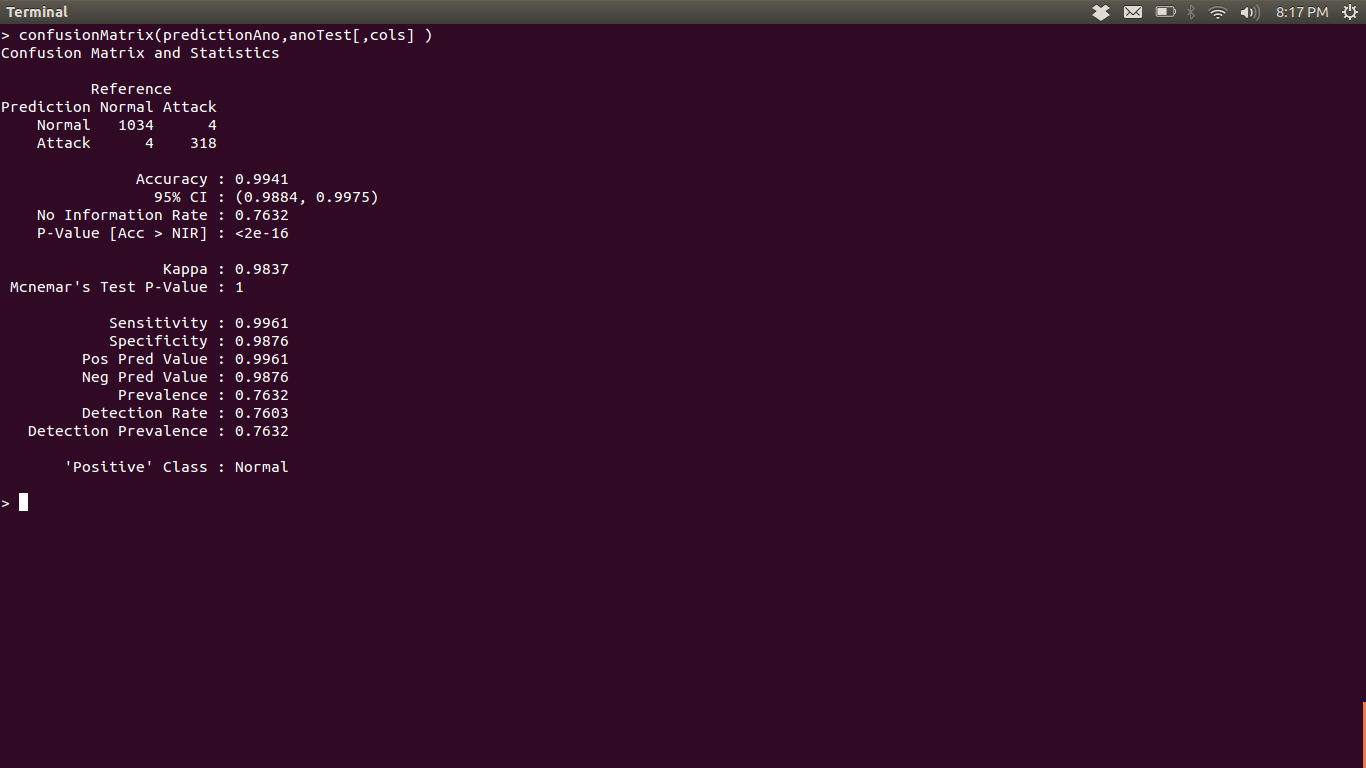 Terminal
8:17 PM
> confusionMatrix(predictionAno,anoTest[,cols] )
Confusion Matrix and Statistics
Reference
Prediction Normal Attack
Normal 1034 4
Attack 4 318
Accuracy : 0.9941
95% CI : (0.9884, 0.9975)
No Information Rate : 0.7632
P-Value [Acc > NIR] : <2e-16
Kappa : 0.9837
Mcnemar's Test P-Value : 1
Sensitivity : 0.9961
Specificity : 0.9876
Pos Pred Value : 0.9961
Neg Pred Value : 0.9876
Prevalence : 0.7632
Detection Rate : 0.7603
Detection Prevalence : 0.7632
'Positive' Class : Normal
>